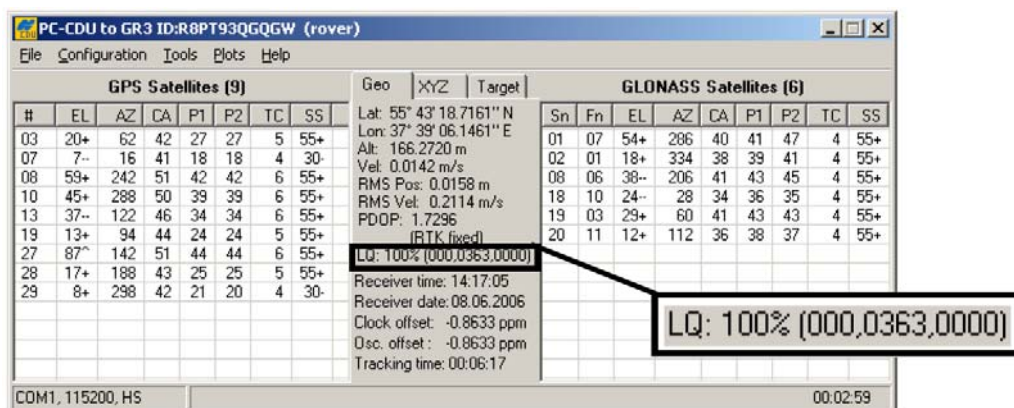 PC-CDU to GR3 ID:R8PT93QGQGW (rover)
File Configuration Tools Plots Help
GPS Satellites (9)
# EL AZ CA P1 P2 TC SS
03 20+ 62 42 27 27 5 55+
07 7-- 16 41 18 18 4 30-
08 59+ 242 51 42 42 6 55+
10 45+ 288 50 39 39 6 55+
13 37-- 122 46 34 34 6 55+
19 13+ 94 44 24 24 5 55+
27 87^ 142 51 44 44 6 55+
28 17+ 188 43 25 25 5 55+
29 8+ 298 42 21 20 4 30-
Geo XYZ Target
Lat: 55° 43' 18.7161'' N
Lon: 37° 39' 06.1461'' E
Alt: 166.2720 m
Vel: 0.0142 m/s
RMS Pos: 0.0158 m
RMS Vel: 0.2114 m/s
PDOP: 1.7296
(RTK fixed)
LQ: 100% (000,0363,0000)
Receiver time: 14:17:05
Receiver date: 08.06.2006
Clock offset: -0.8633 ppm
Osc. offset : -0.8633 ppm
Tracking time: 00:06:17
GLONASS Satellites (6)
Sn Fn EL AZ CA P1 P2 TC SS
01 07 54+ 286 40 41 47 4 55+
02 01 18+ 334 38 39 41 4 55+
08 06 38-- 206 41 43 45 4 55+
18 10 24-- 28 34 36 35 4 55+
19 03 29+ 60 41 43 43 4 55+
20 11 12+ 112 36 38 37 4 55+
LQ: 100% (000,0363,0000)
COM1, 115200, HS
00:02:59